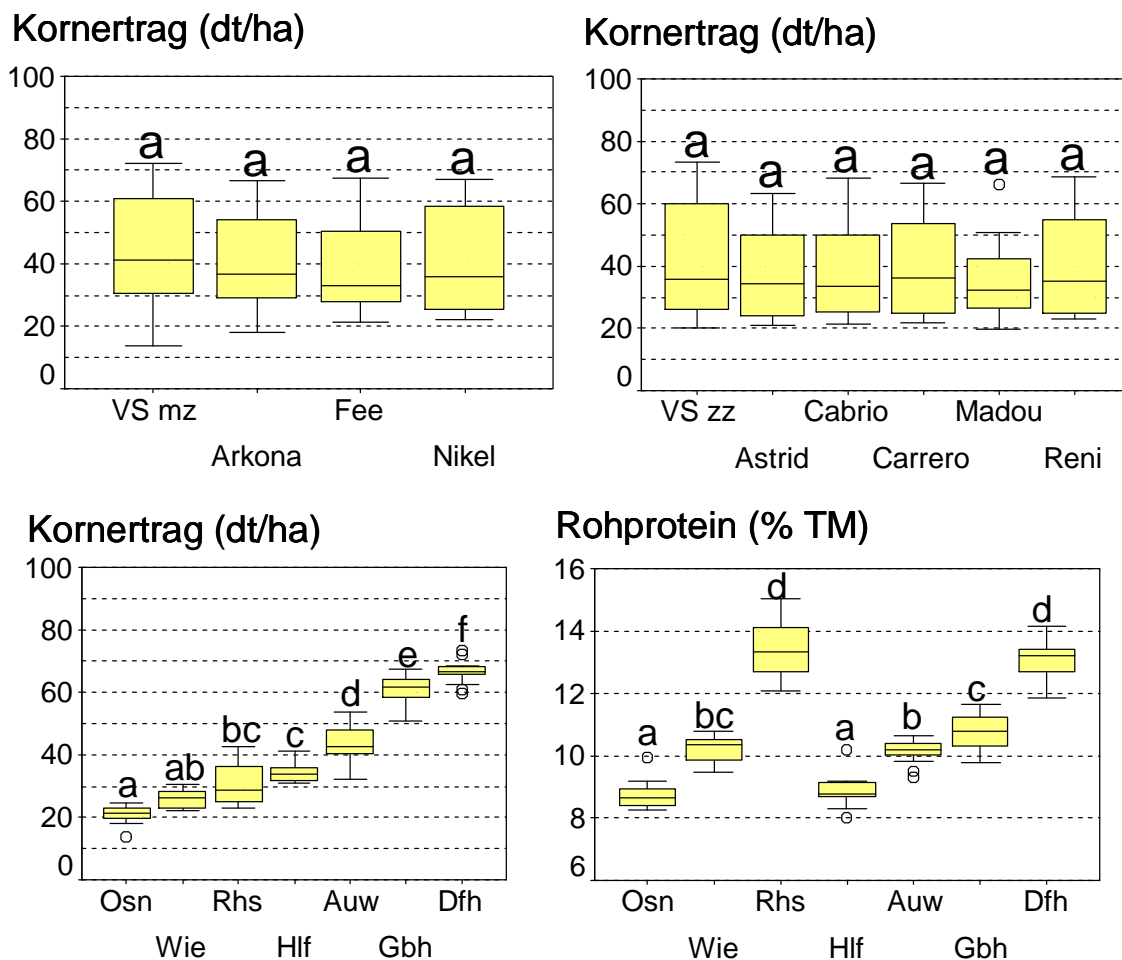 Kornertrag (dt/ha)
100
80
60
40
20
0
a a a a
VS mz Fee
Arkona Nikel
Kornertrag (dt/ha)
100
80
60
40
20
0
a a a a a a
VS zz Cabrio Madou
Astrid Carrero Reni
Kornertrag (dt/ha)
100
80
60
40
20
0
a ab bc c d e f
Osn Rhs Auw Dfh
Wie Hlf Gbh
Rohprotein (% TM)
16
14
12
10
8
6
a bc d a b c d
Osn Rhs Auw Dfh
Wie Hlf Gbh